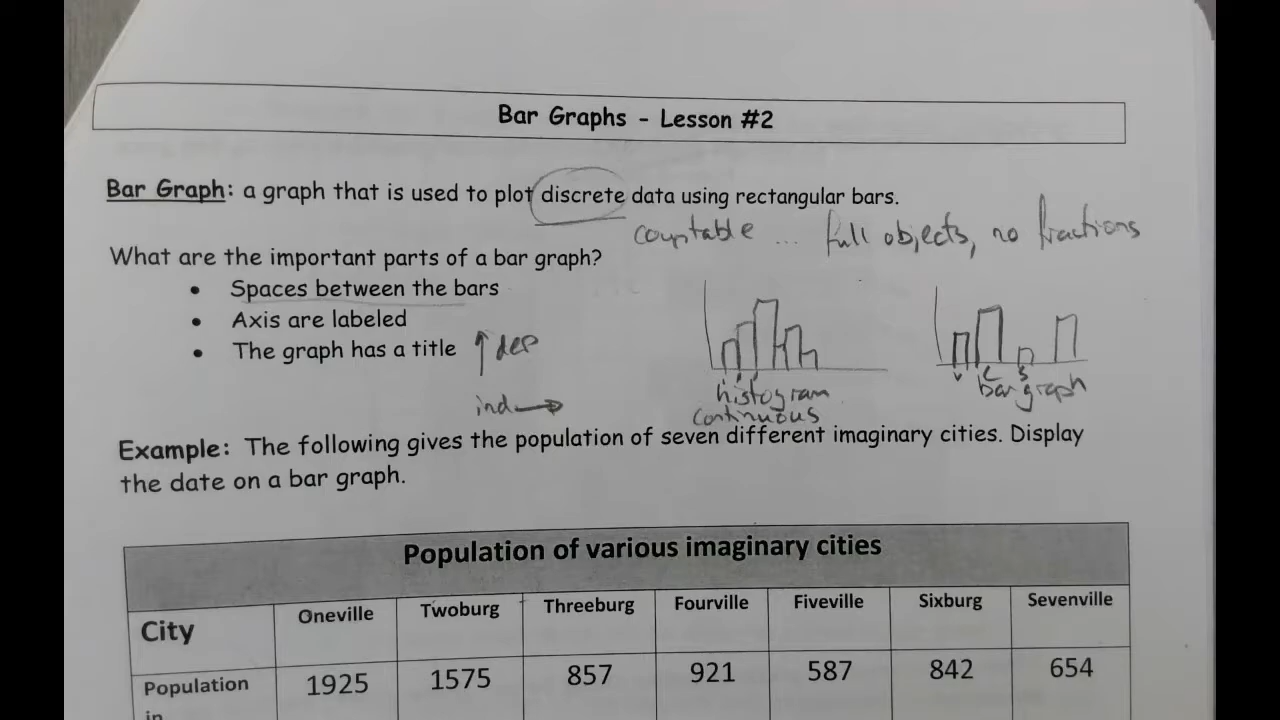 Bar Graphs - Lesson #2
Bar Graph: a graph that is used to plot discrete data using rectangular bars.
countable ... full objects, no fractions
What are the important parts of a bar graph?
• Spaces between the bars
• Axis are labeled
• The graph has a title
↑ dep
ind →
histogram
continuous
V C S
bar graph
Example: The following gives the population of seven different imaginary cities. Display
the date on a bar graph.
Population of various imaginary cities
City Oneville Twoburg Threeburg Fourville Fiveville Sixburg Sevenville
Population 1925 1575 857 921 587 842 654
in